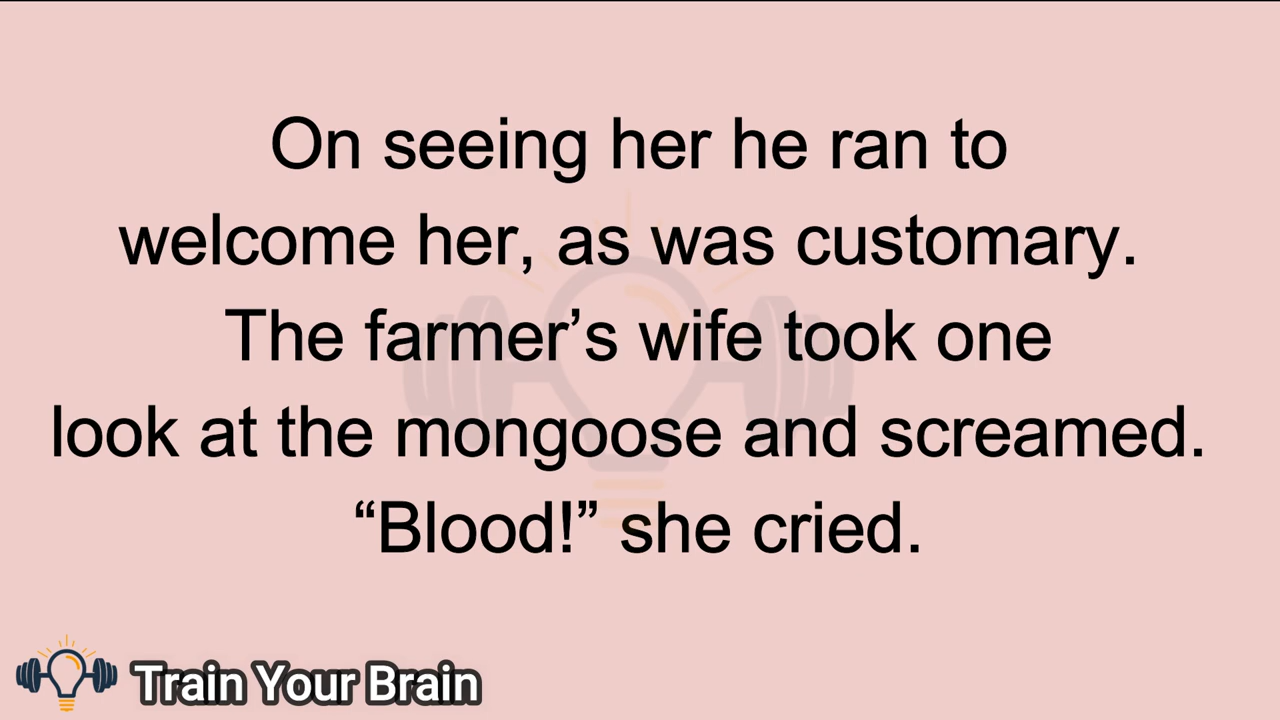 On seeing her he ran to
welcome her, as was customary.
The farmer’s wife took one
look at the mongoose and screamed.
“Blood!” she cried.
Train Your Brain